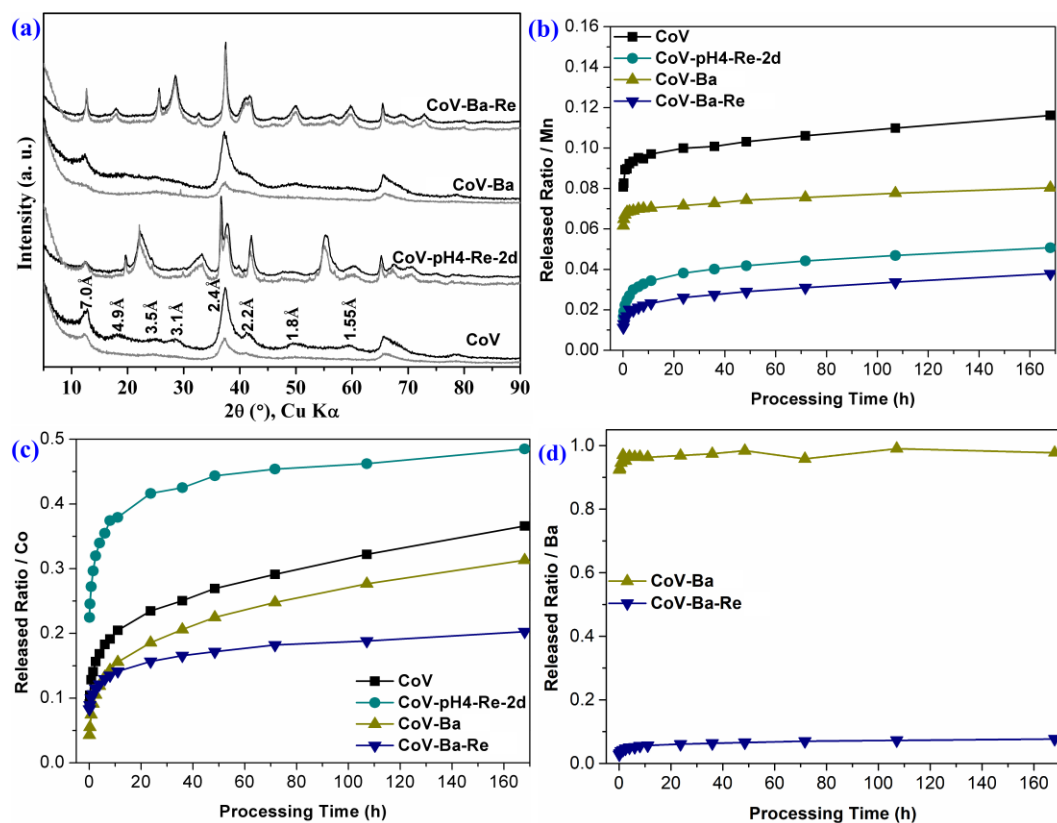 (a)
CoV-Ba-Re
CoV-Ba
CoV-pH4-Re-2d
7.0Å
4.9Å
3.5Å
3.1Å
2.4Å
2.2Å
1.8Å
1.55Å
CoV
Intensity (a. u.)
10 20 30 40 50 60 70 80 90
2θ (°), Cu Kα
(b)
CoV
CoV-pH4-Re-2d
CoV-Ba
CoV-Ba-Re
Released Ratio / Mn
0.16
0.14
0.12
0.10
0.08
0.06
0.04
0.02
0.00
0 20 40 60 80 100 120 140 160
Processing Time (h)
(c)
Released Ratio / Co
0.5
0.4
0.3
0.2
0.1
0.0
CoV
CoV-pH4-Re-2d
CoV-Ba
CoV-Ba-Re
0 20 40 60 80 100 120 140 160
Processing Time (h)
(d)
Released Ratio / Ba
1.0
0.8
0.6
0.4
0.2
0.0
CoV-Ba
CoV-Ba-Re
0 20 40 60 80 100 120 140 160
Processing Time (h)